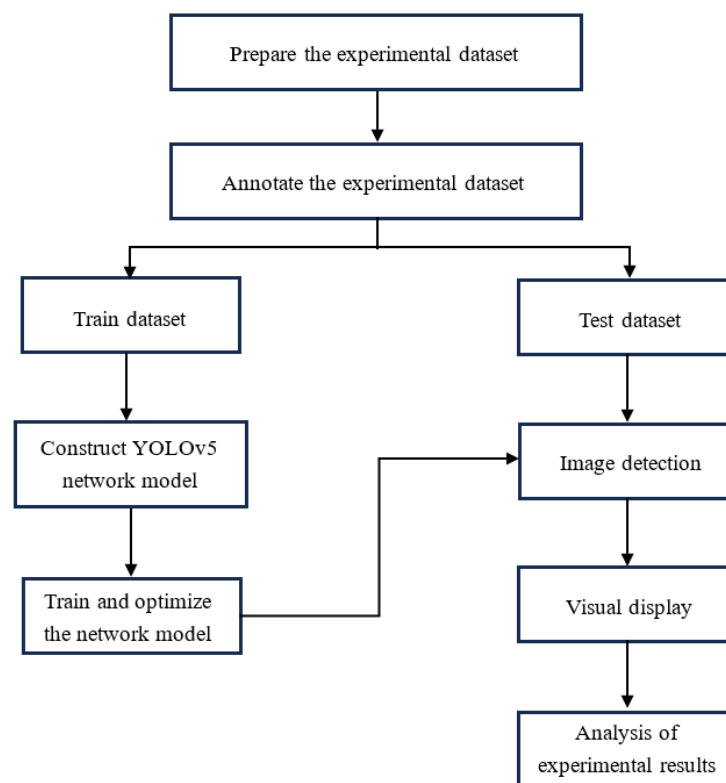 Prepare the experimental dataset
Annotate the experimental dataset
Train dataset
Test dataset
Construct YOLOv5
network model
Image detection
Train and optimize
the network model
Visual display
Analysis of
experimental results